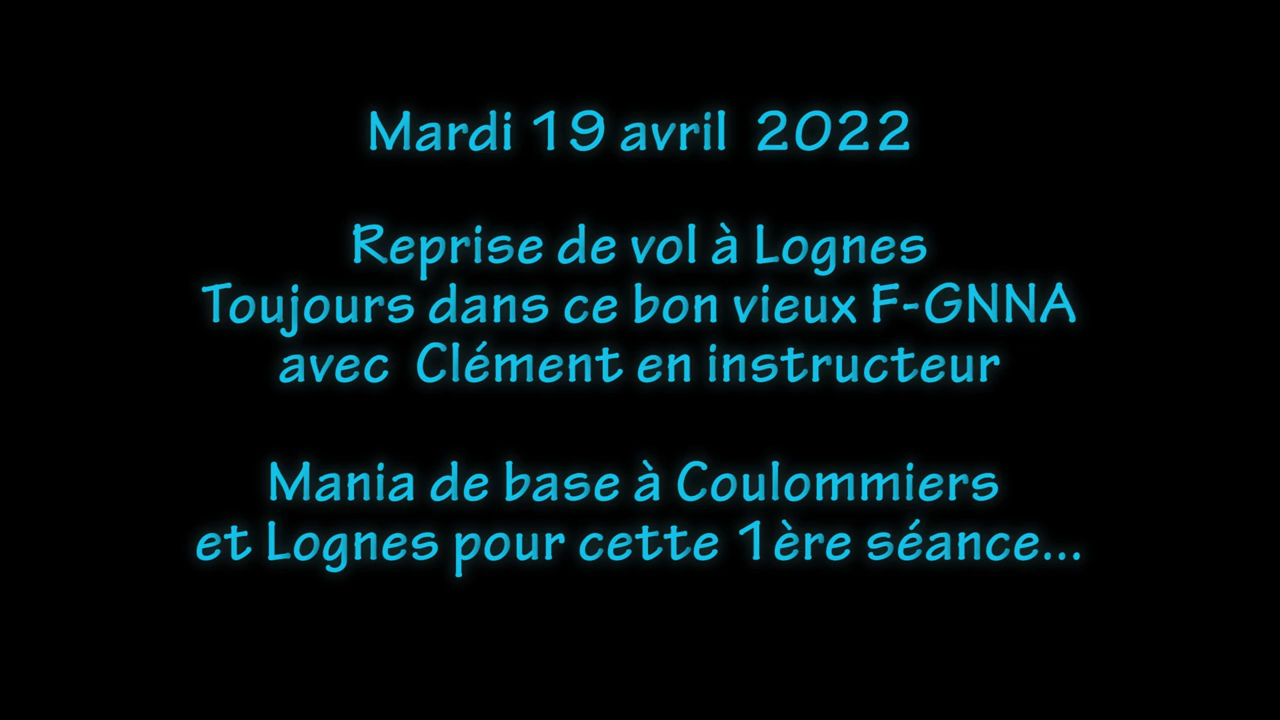 Mardi 19 avril 2022
Reprise de vol à Lognes
Toujours dans ce bon vieux F-GNNA
avec Clément en instructeur
Mania de base à Coulommiers
et Lognes pour cette 1ère séance...